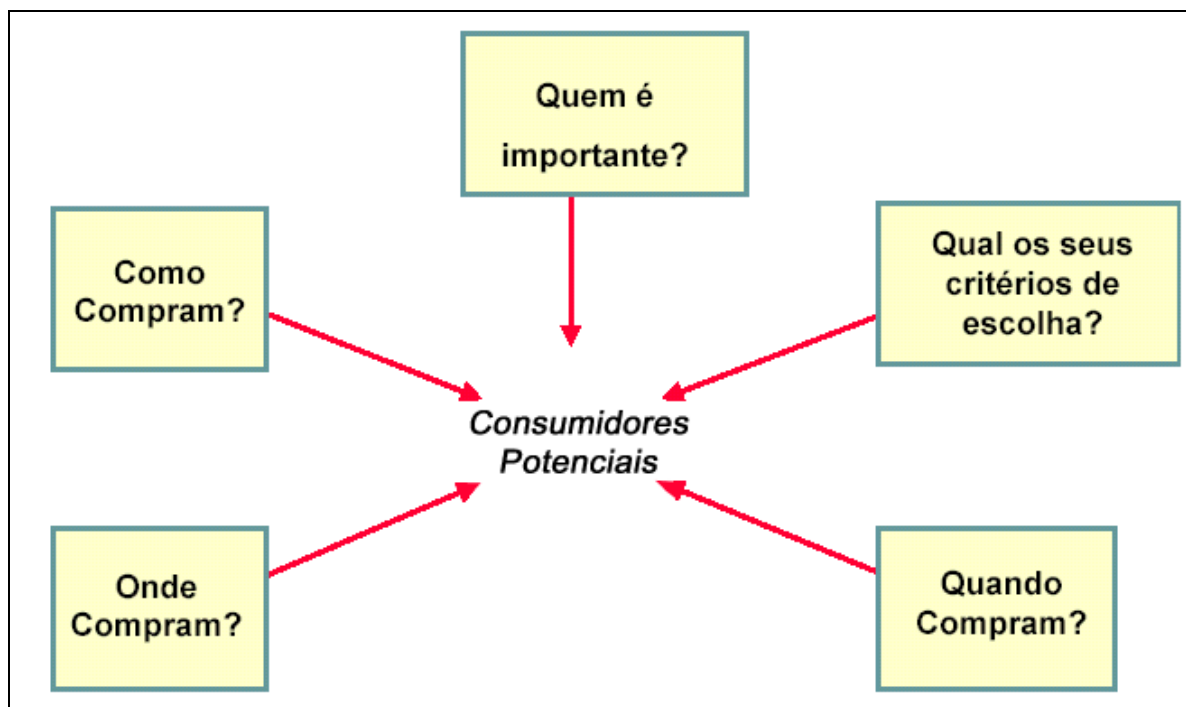 Quem é
importante?
Como
Compram?
Qual os seus
critérios de
escolha?
Consumidores
Potenciais
Onde
Compram?
Quando
Compram?